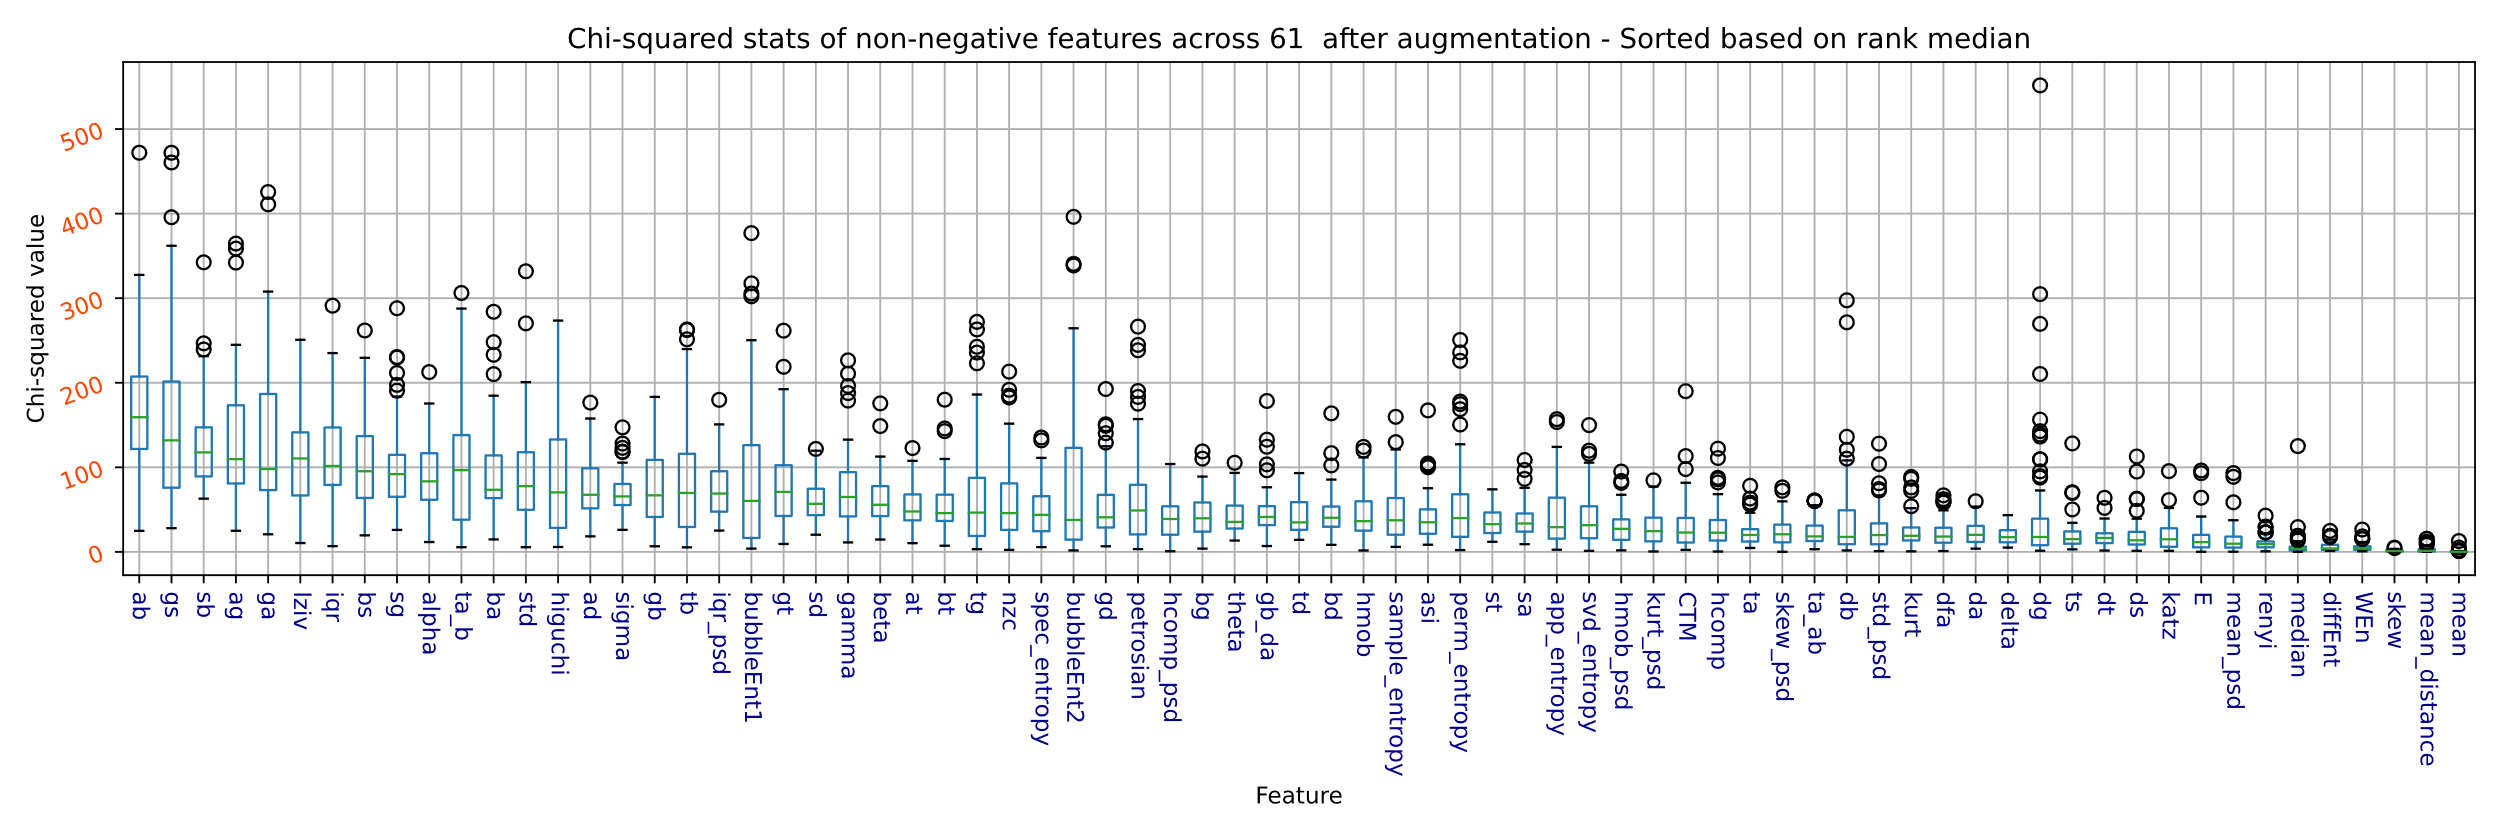 Chi-squared stats of non-negative features across 61  after augmentation - Sorted based on rank median
Chi-squared value
500
400
300
200
100
0
ab
gs
sb
ag
ga
lziv
iqr
bs
sg
alpha
ta_b
ba
std
higuchi
ad
sigma
gb
tb
iqr_psd
bubbleEnt1
gt
sd
gamma
beta
at
bt
tg
nzc
spec_entropy
bubbleEnt2
gd
petrosian
hcomp_psd
bg
theta
gb_da
td
bd
hmob
sample_entropy
asi
perm_entropy
st
sa
app_entropy
svd_entropy
hmob_psd
kurt_psd
CTM
hcomp
ta
skew_psd
ta_ab
db
std_psd
kurt
dfa
da
delta
dg
ts
dt
ds
katz
E
mean_psd
renyi
median
diffEnt
WEn
skew
mean_distance
mean
Feature